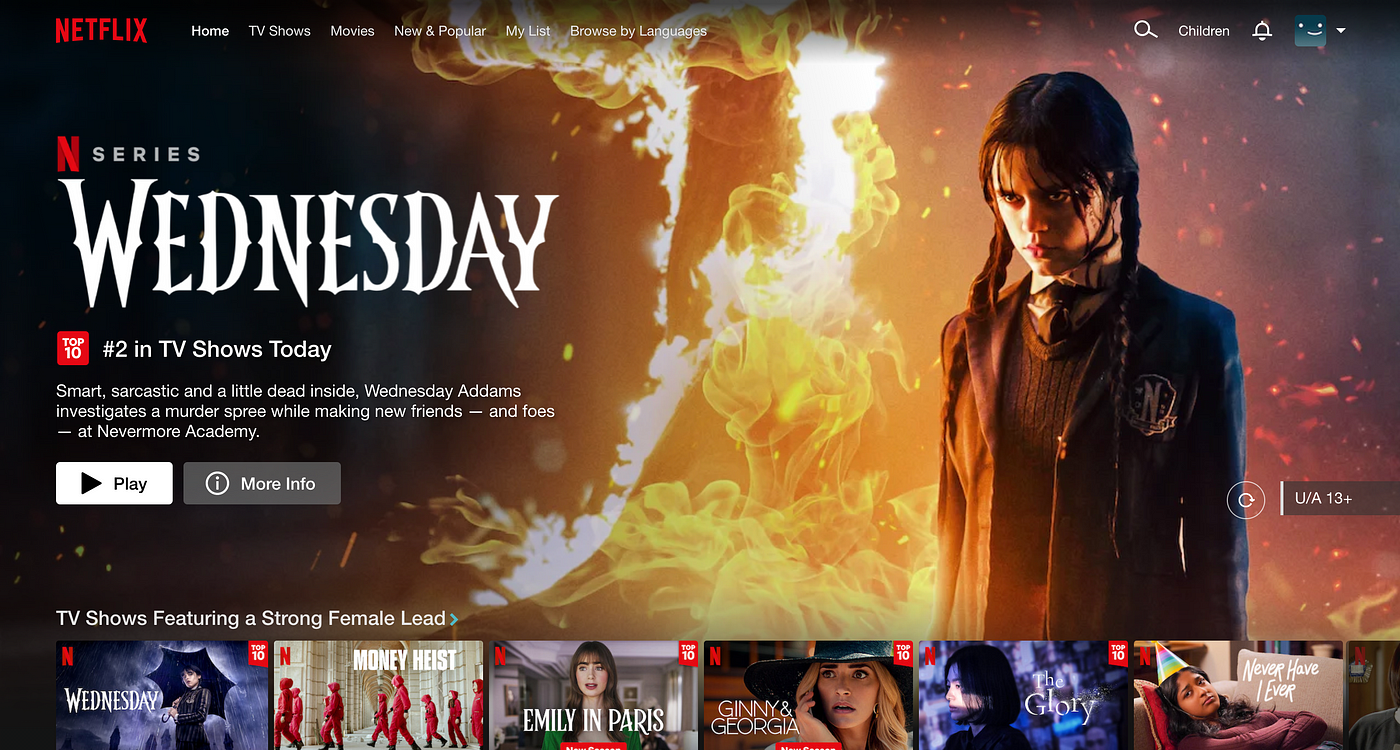 NETFLIX
Home
TV Shows
Movies
New & Popular
My List
Browse by Languages
Children
N SERIES
WEDNESDAY
TOP
10
#2 in TV Shows Today
Smart, sarcastic and a little dead inside, Wednesday Addams
investigates a murder spree while making new friends — and foes
— at Nevermore Academy.
Play
More Info
U/A 13+
N
TV Shows Featuring a Strong Female Lead
N
WEDNESDAY
TOP
10
N
MONEY HEIST
N
EMILY IN PARIS
TOP
10
New Season
N
GINNY&
GEORGIA
TOP
10
New Season
N
The
Glory
TOP
10
N
Never Have
I Ever
N